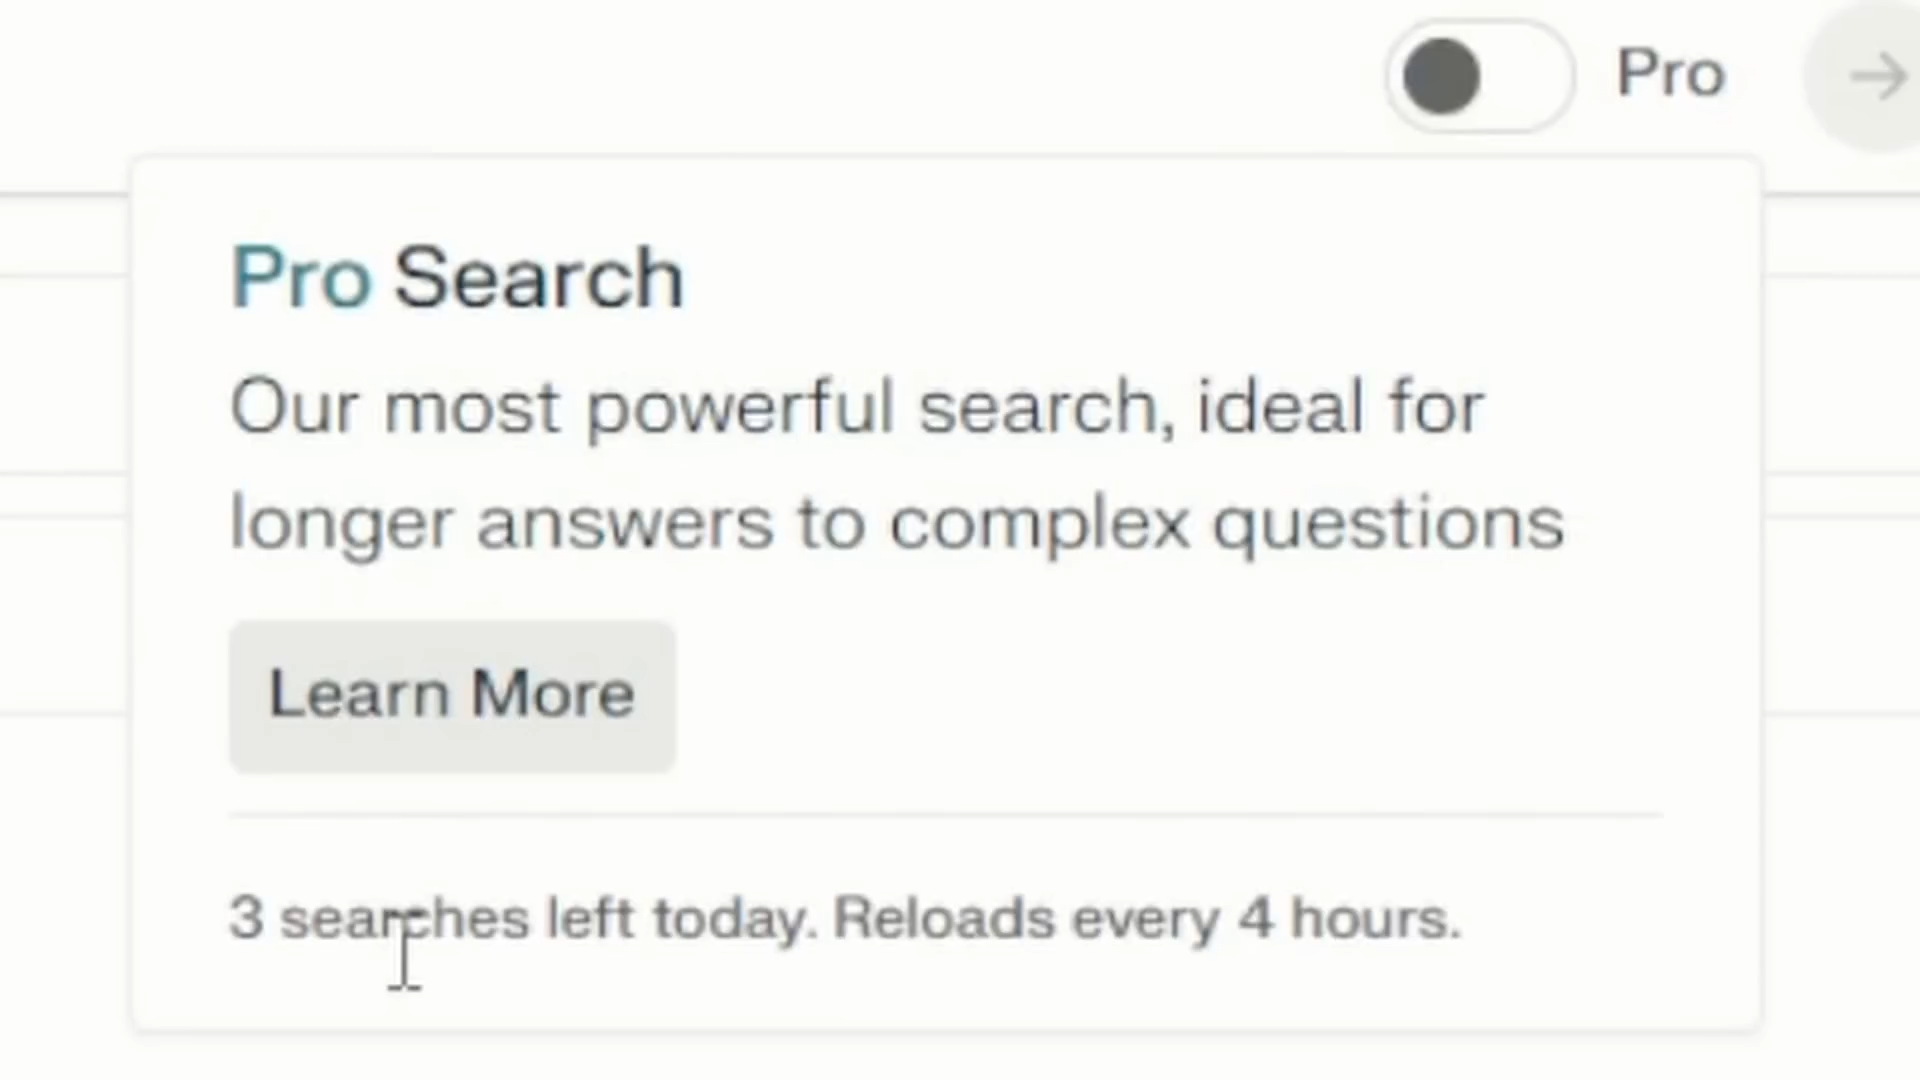 Pro
Pro Search
Our most powerful search, ideal for
longer answers to complex questions
Learn More
3 searches left today. Reloads every 4 hours.